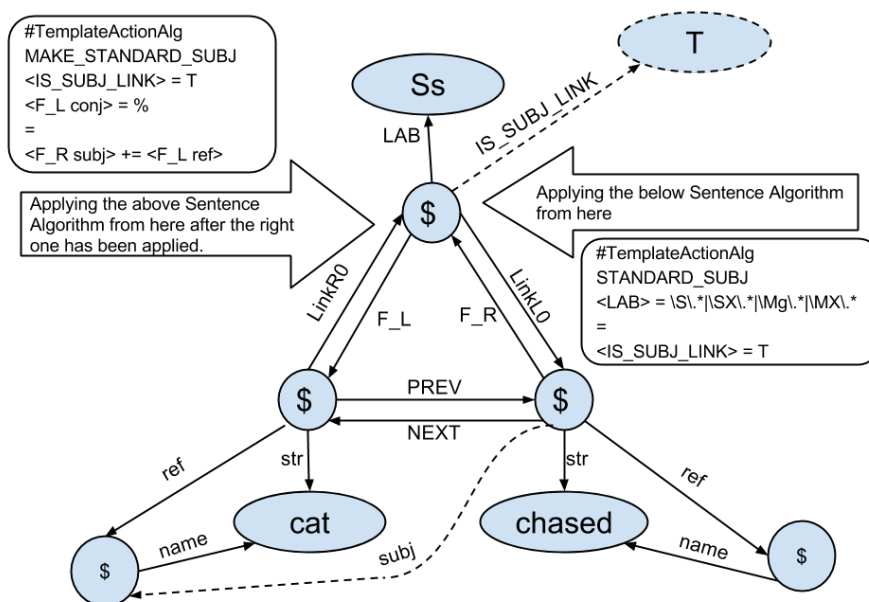 #TemplateActionAlg
MAKE_STANDARD_SUBJ
<IS_SUBJ_LINK> = T
<F_L conj> = %
=
<F_R subj> += <F_L ref>
T
Ss
IS_SUBJ_LINK
LAB
Applying the above Sentence
Algorithm from here after the right
one has been applied.
$
Applying the below Sentence Algorithm
from here
#TemplateActionAlg
STANDARD_SUBJ
<LAB> = \S\.*|\SX\.*|\Mg\.*|\MX\.*
=
<IS_SUBJ_LINK> = T
LinkR0
F_L
F_R
LinkL0
$
PREV
NEXT
$
ref
str
str
ref
cat
chased
name
subj
name
$
$